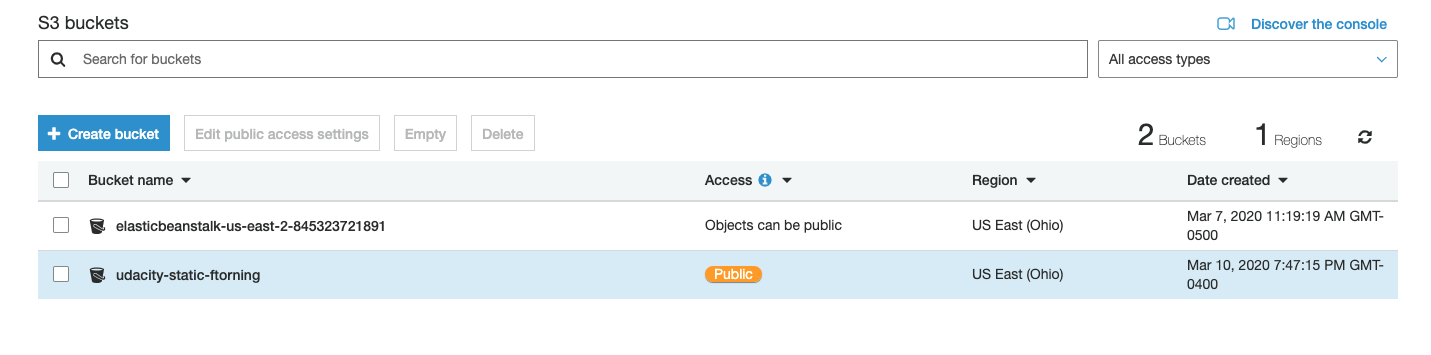 S3 buckets
Discover the console
Search for buckets
All access types
Create bucket
Edit public access settings
Empty
Delete
2 Buckets
1 Regions
Bucket name
Access
Region
Date created
elasticbeanstalk-us-east-2-845323721891
Objects can be public
US East (Ohio)
Mar 7, 2020 11:19:19 AM GMT-
0500
udacity-static-ftorning
Public
US East (Ohio)
Mar 10, 2020 7:47:15 PM GMT-
0400